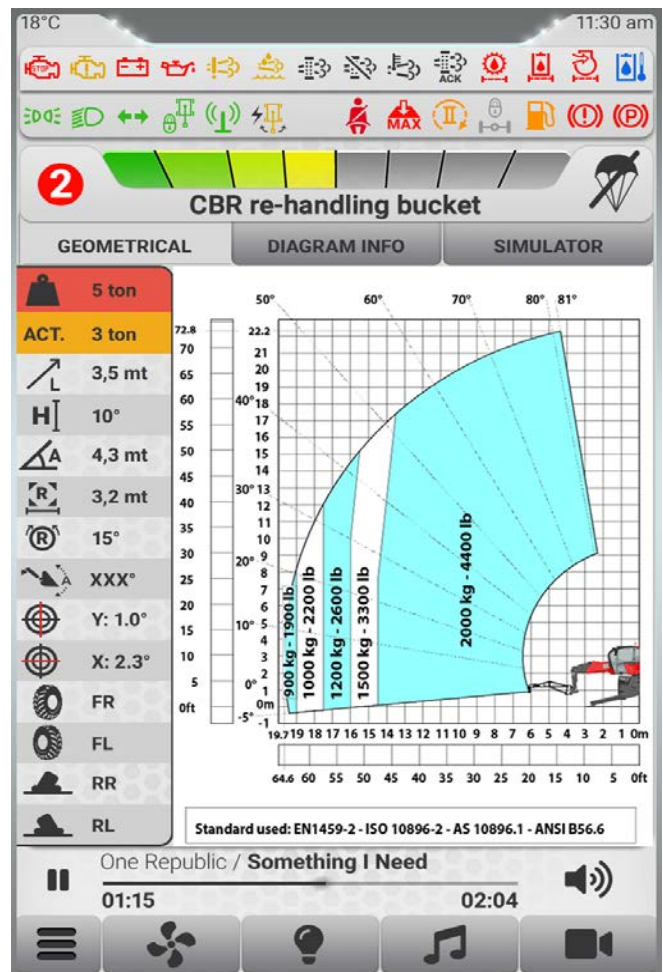 18°C 11:30 am
STOP
ACK
MAX
II
(P)
2
CBR re-handling bucket
GEOMETRICAL DIAGRAM INFO SIMULATOR
5 ton
ACT. 3 ton
L 3,5 mt
H 10°
A 4,3 mt
R 3,2 mt
R 15°
A XXX°
Y: 1.0°
X: 2.3°
FR
FL
RR
RL
50° 60° 70° 80° 81°
72.8 22.2
70 21
20
65 19
60 40° 18
17
55 16
50 15
14
45 30° 13
40 12
11
35 10
30 9
20° 8
25 7
20 6
10° 5
15 4
10 3
2
5 0° 1
0ft 0m
-5° -1
900 kg - 1900 lb
1000 kg - 2200 lb
1200 kg - 2600 lb
1500 kg - 3300 lb
2000 kg - 4400 lb
19.7 19 18 17 16 15 14 13 12 11 10 9 8 7 6 5 4 3 2 1 0m
64.6 60 55 50 45 40 35 30 25 20 15 10 5 0ft
Standard used: EN1459-2 - ISO 10896-2 - AS 10896.1 - ANSI B56.6
One Republic / Something I Need
01:15 02:04